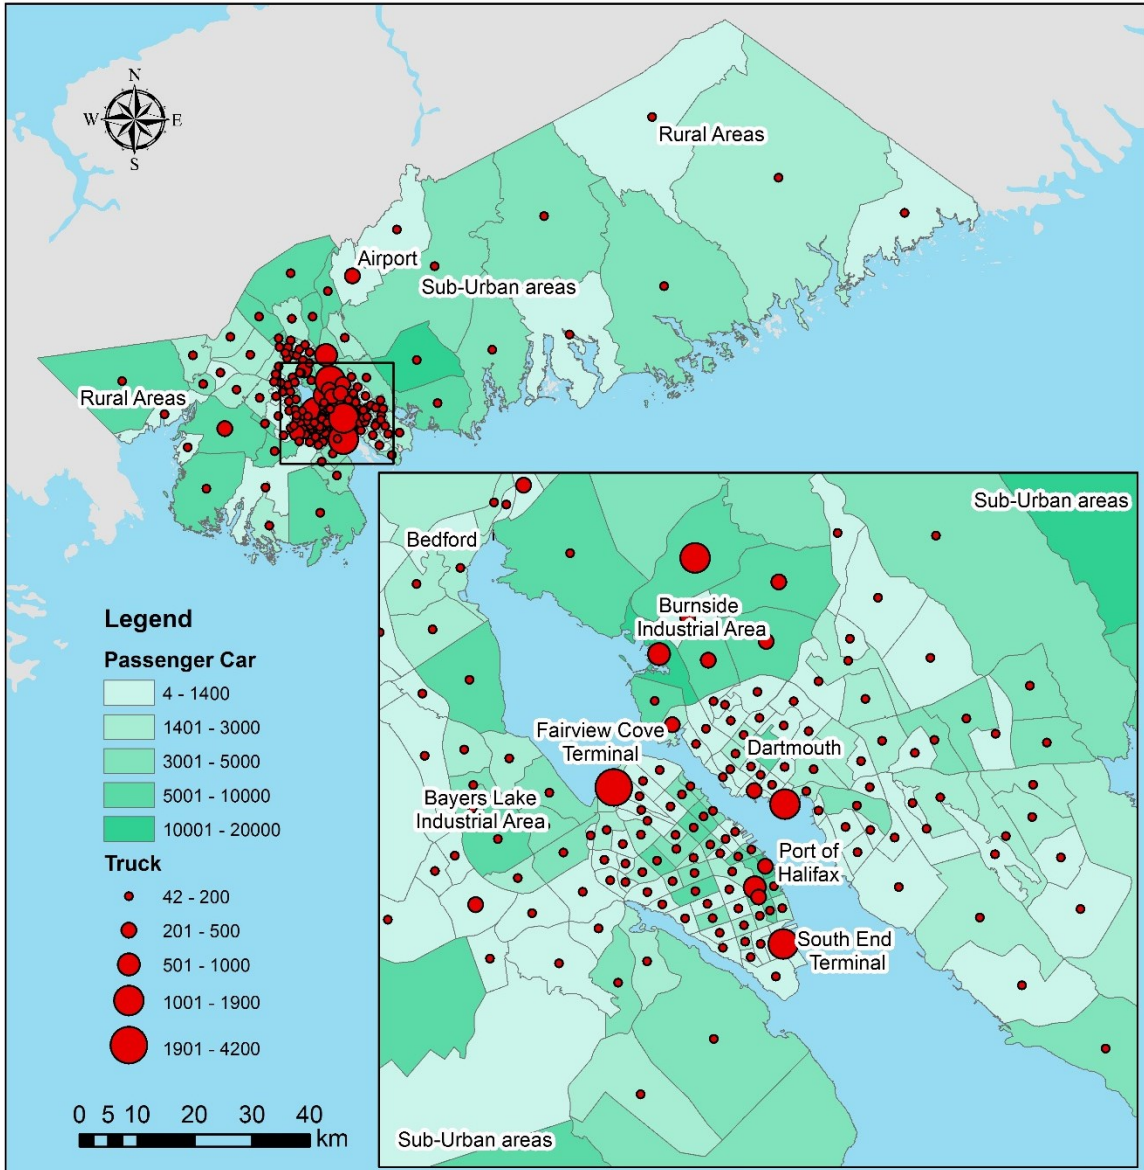 N
W
E
S
Rural Areas
Airport
Sub-Urban areas
Rural Areas
Legend
Passenger Car
4 - 1400
1401 - 3000
3001 - 5000
5001 - 10000
10001 - 20000
Truck
42 - 200
201 - 500
501 - 1000
1001 - 1900
1901 - 4200
0 5 10 20 30 40
km
Sub-Urban areas
Bedford
Burnside
Industrial Area
Fairview Cove
Terminal
Dartmouth
Bayers Lake
Industrial Area
Port of
Halifax
South End
Terminal
Sub-Urban areas